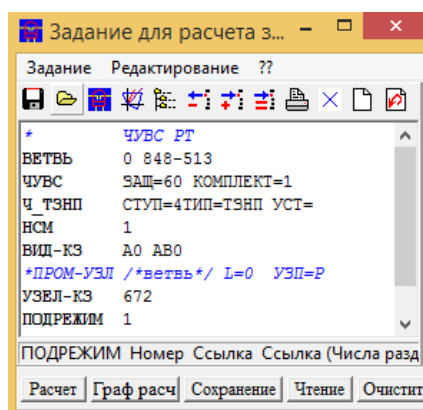 Задание для расчета з...
Задание Редактирование ??
* ЧУВС РТ
ВЕТВЬ 0 848-513
ЧУВС ЗАЩ=60 КОМПЛЕКТ=1
Ч_ТЗНП СТУП=4ТИП=ТЗНП УСТ=
НСМ 1
ВИД-КЗ А0 АВ0
*ПРОМ-УЗЛ /*ветвь*/ L=0 УЗП=Р
УЗЕЛ-КЗ 672
ПОДРЕЖИМ 1
ПОДРЕЖИМ Номер Ссылка Ссылка (Числа разд
Расчет Граф расч Сохранение Чтение Очистит